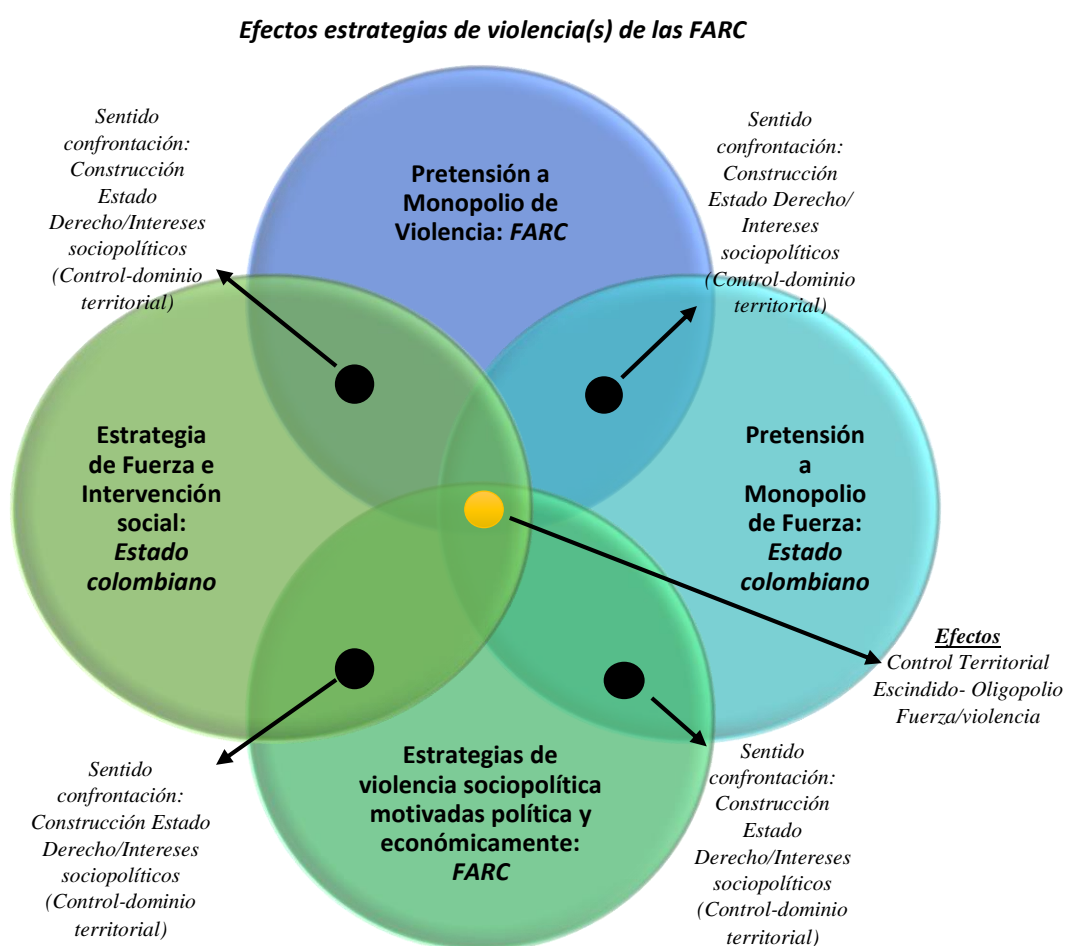 Efectos estrategias de violencia(s) de las FARC
Sentido
confrontación:
Construcción
Estado
Derecho/Intereses
sociopolíticos
(Control-dominio
territorial)
Pretensión a
Monopolio de
Violencia: FARC
Sentido
confrontación:
Construcción
Estado Derecho/
Intereses
sociopolíticos
(Control-dominio
territorial)
Estrategia
de Fuerza e
Intervención
social:
Estado
colombiano
Pretensión
a
Monopolio
de Fuerza:
Estado
colombiano
Efectos
Control Territorial
Escindido- Oligopolio
Fuerza/violencia
Sentido
confrontación:
Construcción Estado
Derecho/Intereses
sociopolíticos
(Control-dominio
territorial)
Estrategias de
violencia sociopolítica
motivadas política y
económicamente:
FARC
Sentido
confrontación:
Construcción
Estado
Derecho/Intereses
sociopolíticos
(Control-dominio
territorial)